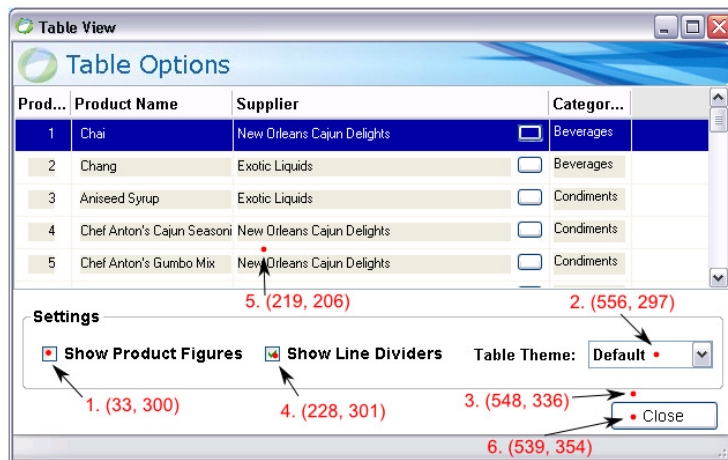 Table View
Table Options
Prod... Product Name Supplier Categor...
1 Chai New Orleans Cajun Delights Beverages
2 Chang Exotic Liquids Beverages
3 Aniseed Syrup Exotic Liquids Condiments
4 Chef Anton's Cajun Seasoni New Orleans Cajun Delights Condiments
5 Chef Anton's Gumbo Mix New Orleans Cajun Delights Condiments
5. (219, 206)
2. (556, 297)
Settings
Show Product Figures Show Line Dividers Table Theme: Default
1. (33, 300)
4. (228, 301)
3. (548, 336)
Close
6. (539, 354)